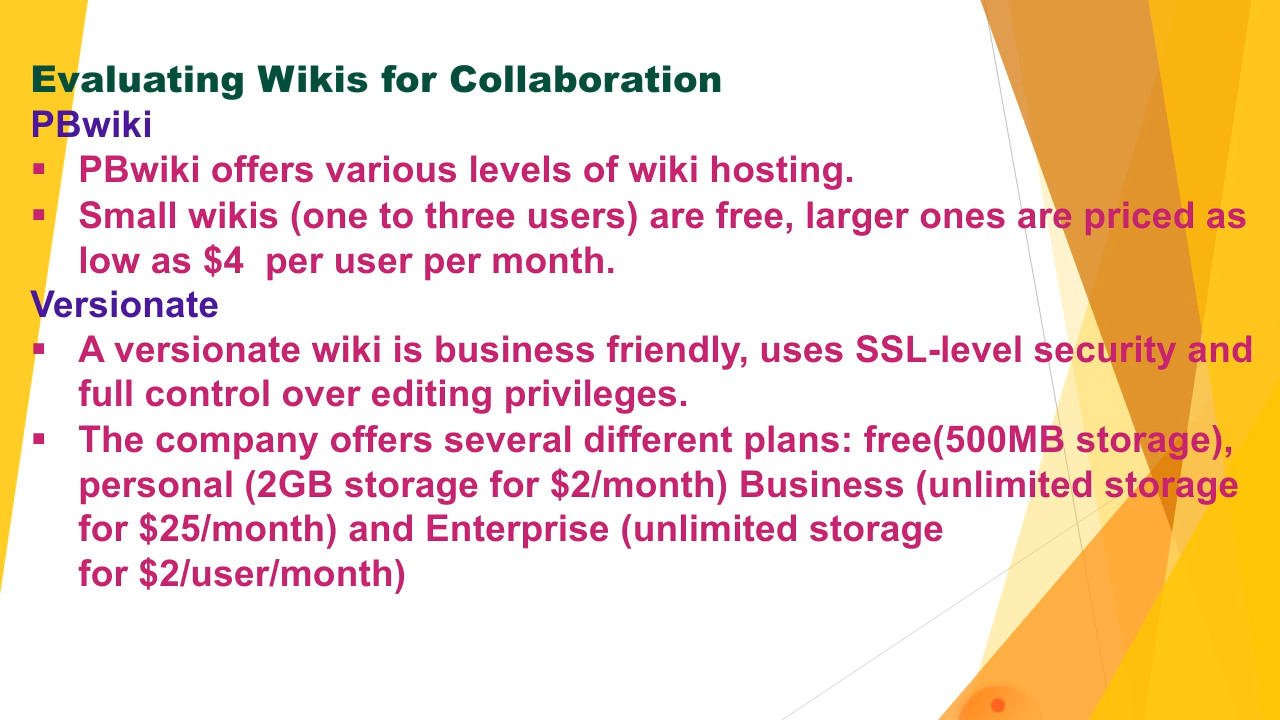 Evaluating Wikis for Collaboration
PBwiki
▪ PBwiki offers various levels of wiki hosting.
▪ Small wikis (one to three users) are free, larger ones are priced as
low as $4  per user per month.
Versionate
▪ A versionate wiki is business friendly, uses SSL-level security and
full control over editing privileges.
▪ The company offers several different plans: free(500MB storage),
personal (2GB storage for $2/month) Business (unlimited storage
for $25/month) and Enterprise (unlimited storage
for $2/user/month)